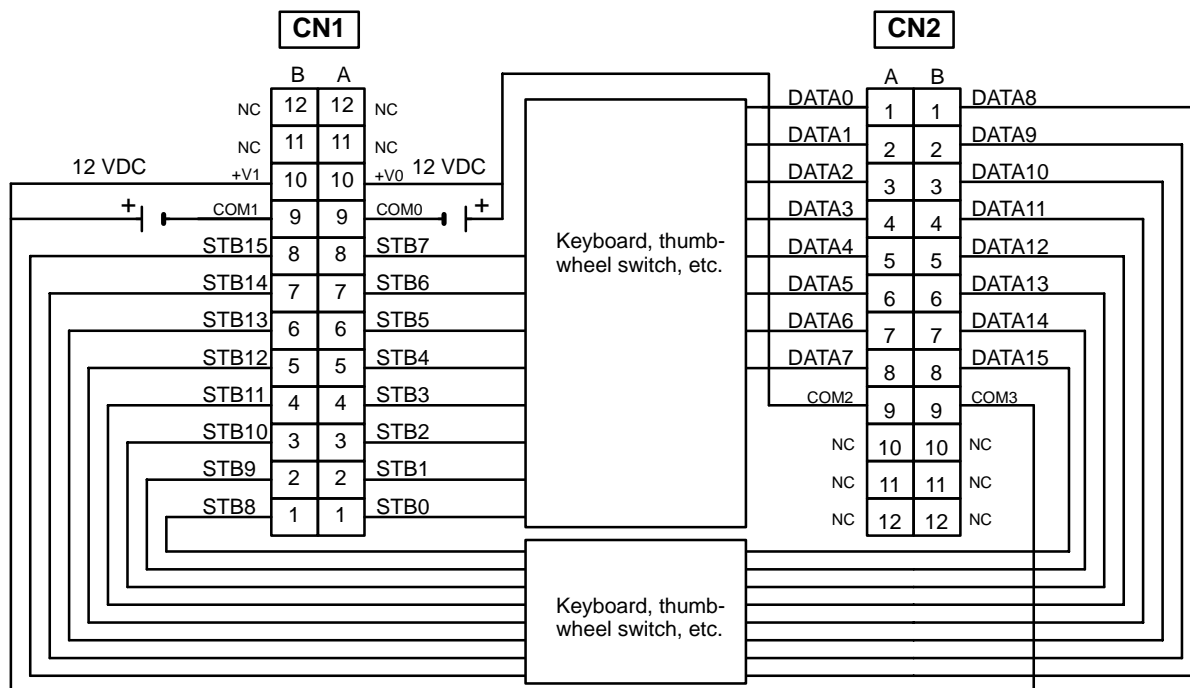 CN1
CN2
B A
A B
NC 12 12 NC
DATA0 1 1 DATA8
NC 11 11 NC
DATA1 2 2 DATA9
12 VDC +V1 10 10 +V0 12 VDC
DATA2 3 3 DATA10
+ COM1 9 9 COM0 +
DATA3 4 4 DATA11
STB15 8 8 STB7
Keyboard, thumb-
wheel switch, etc.
DATA4 5 5 DATA12
STB14 7 7 STB6
DATA5 6 6 DATA13
STB13 6 6 STB5
DATA6 7 7 DATA14
STB12 5 5 STB4
DATA7 8 8 DATA15
STB11 4 4 STB3
COM2 9 9 COM3
STB10 3 3 STB2
NC 10 10 NC
STB9 2 2 STB1
NC 11 11 NC
STB8 1 1 STB0
NC 12 12 NC
Keyboard, thumb-
wheel switch, etc.